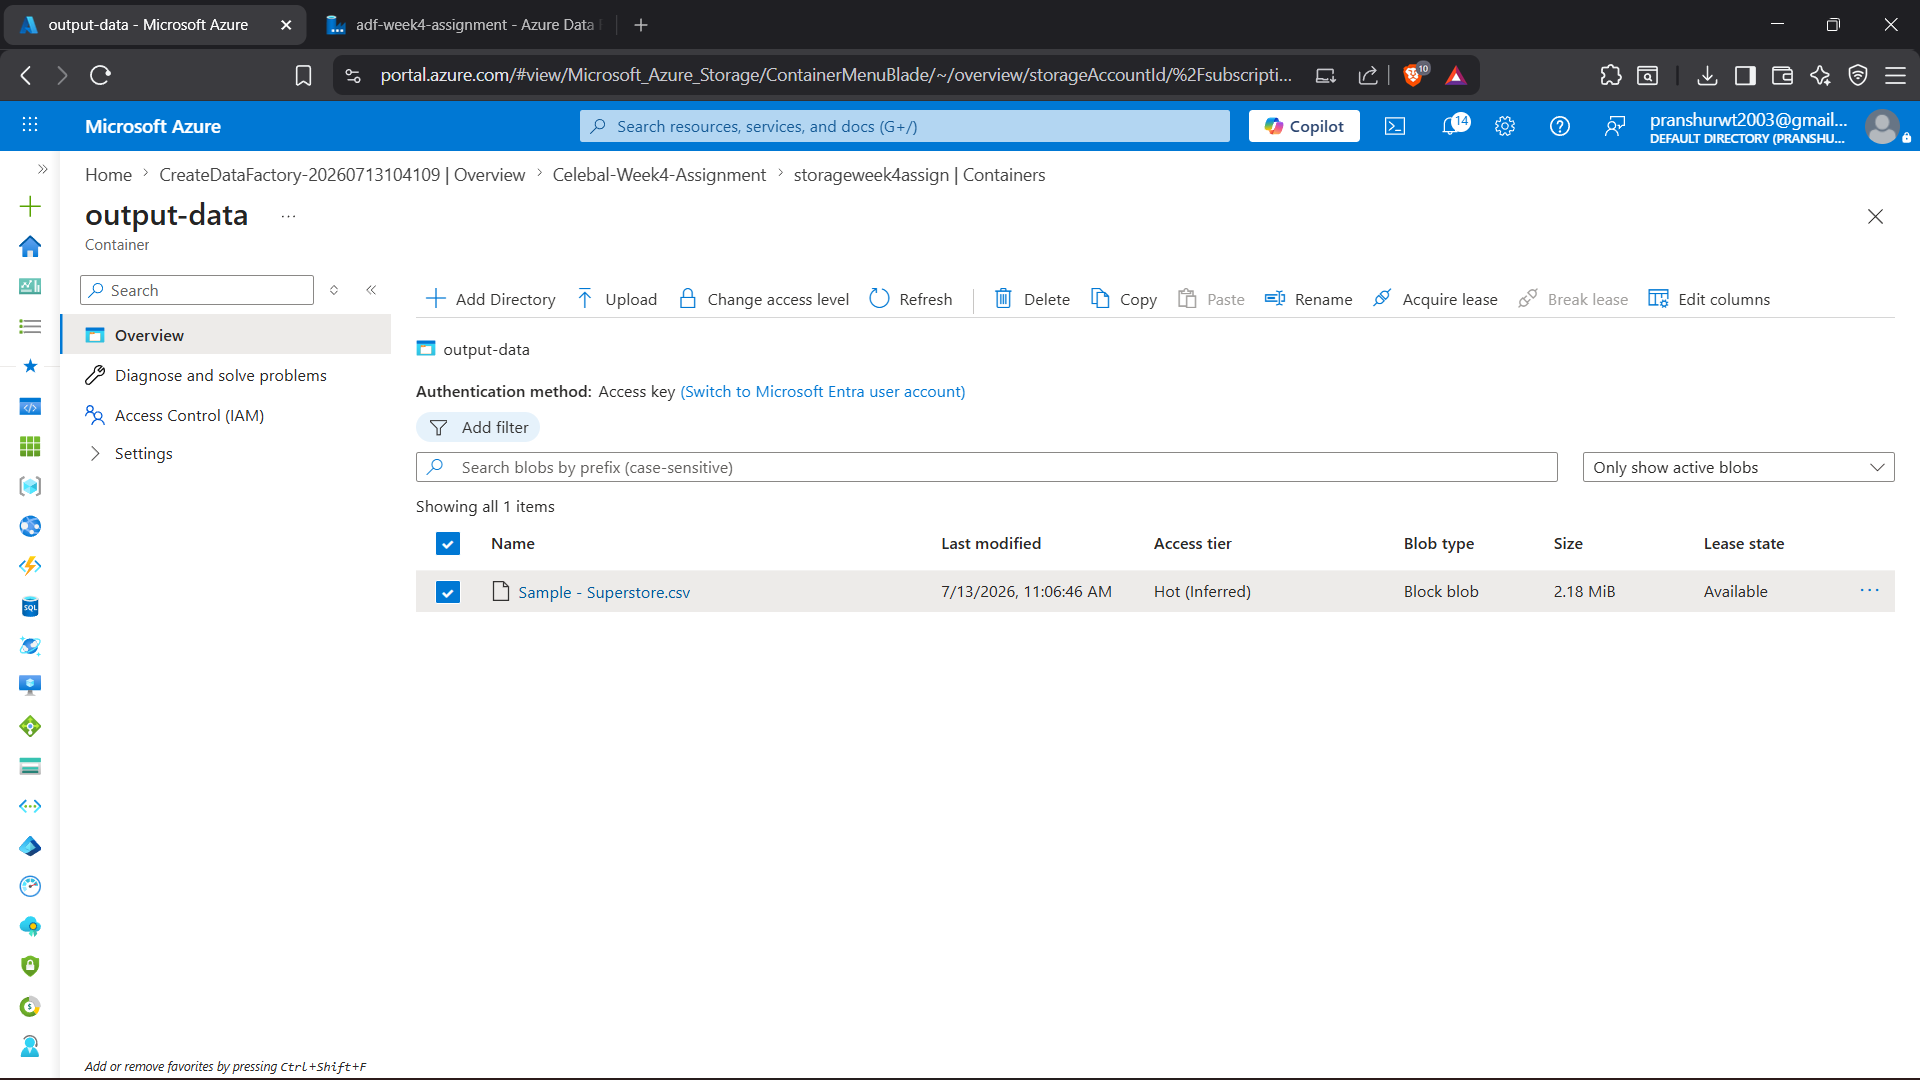 output-data - Microsoft Azure
adf-week4-assignment - Azure Data
portal.azure.com/#view/Microsoft_Azure_Storage/ContainerMenuBlade/~/overview/storageAccountId/%2Fsubscripti...
10
Microsoft Azure
Search resources, services, and docs (G+/)
Copilot
14
pranshurwt2003@gmail...
DEFAULT DIRECTORY (PRANSHU...
Home > CreateDataFactory-20260713104109 | Overview > Celebal-Week4-Assignment > storageweek4assign | Containers
output-data ...
Container
Search
Overview
Diagnose and solve problems
Access Control (IAM)
Settings
Add Directory Upload Change access level Refresh Delete Copy Paste Rename Acquire lease Break lease Edit columns
output-data
Authentication method: Access key (Switch to Microsoft Entra user account)
Add filter
Search blobs by prefix (case-sensitive)
Only show active blobs
Showing all 1 items
Name Last modified Access tier Blob type Size Lease state
Sample - Superstore.csv 7/13/2026, 11:06:46 AM Hot (Inferred) Block blob 2.18 MiB Available ...
SQL
Add or remove favorites by pressing Ctrl+Shift+F